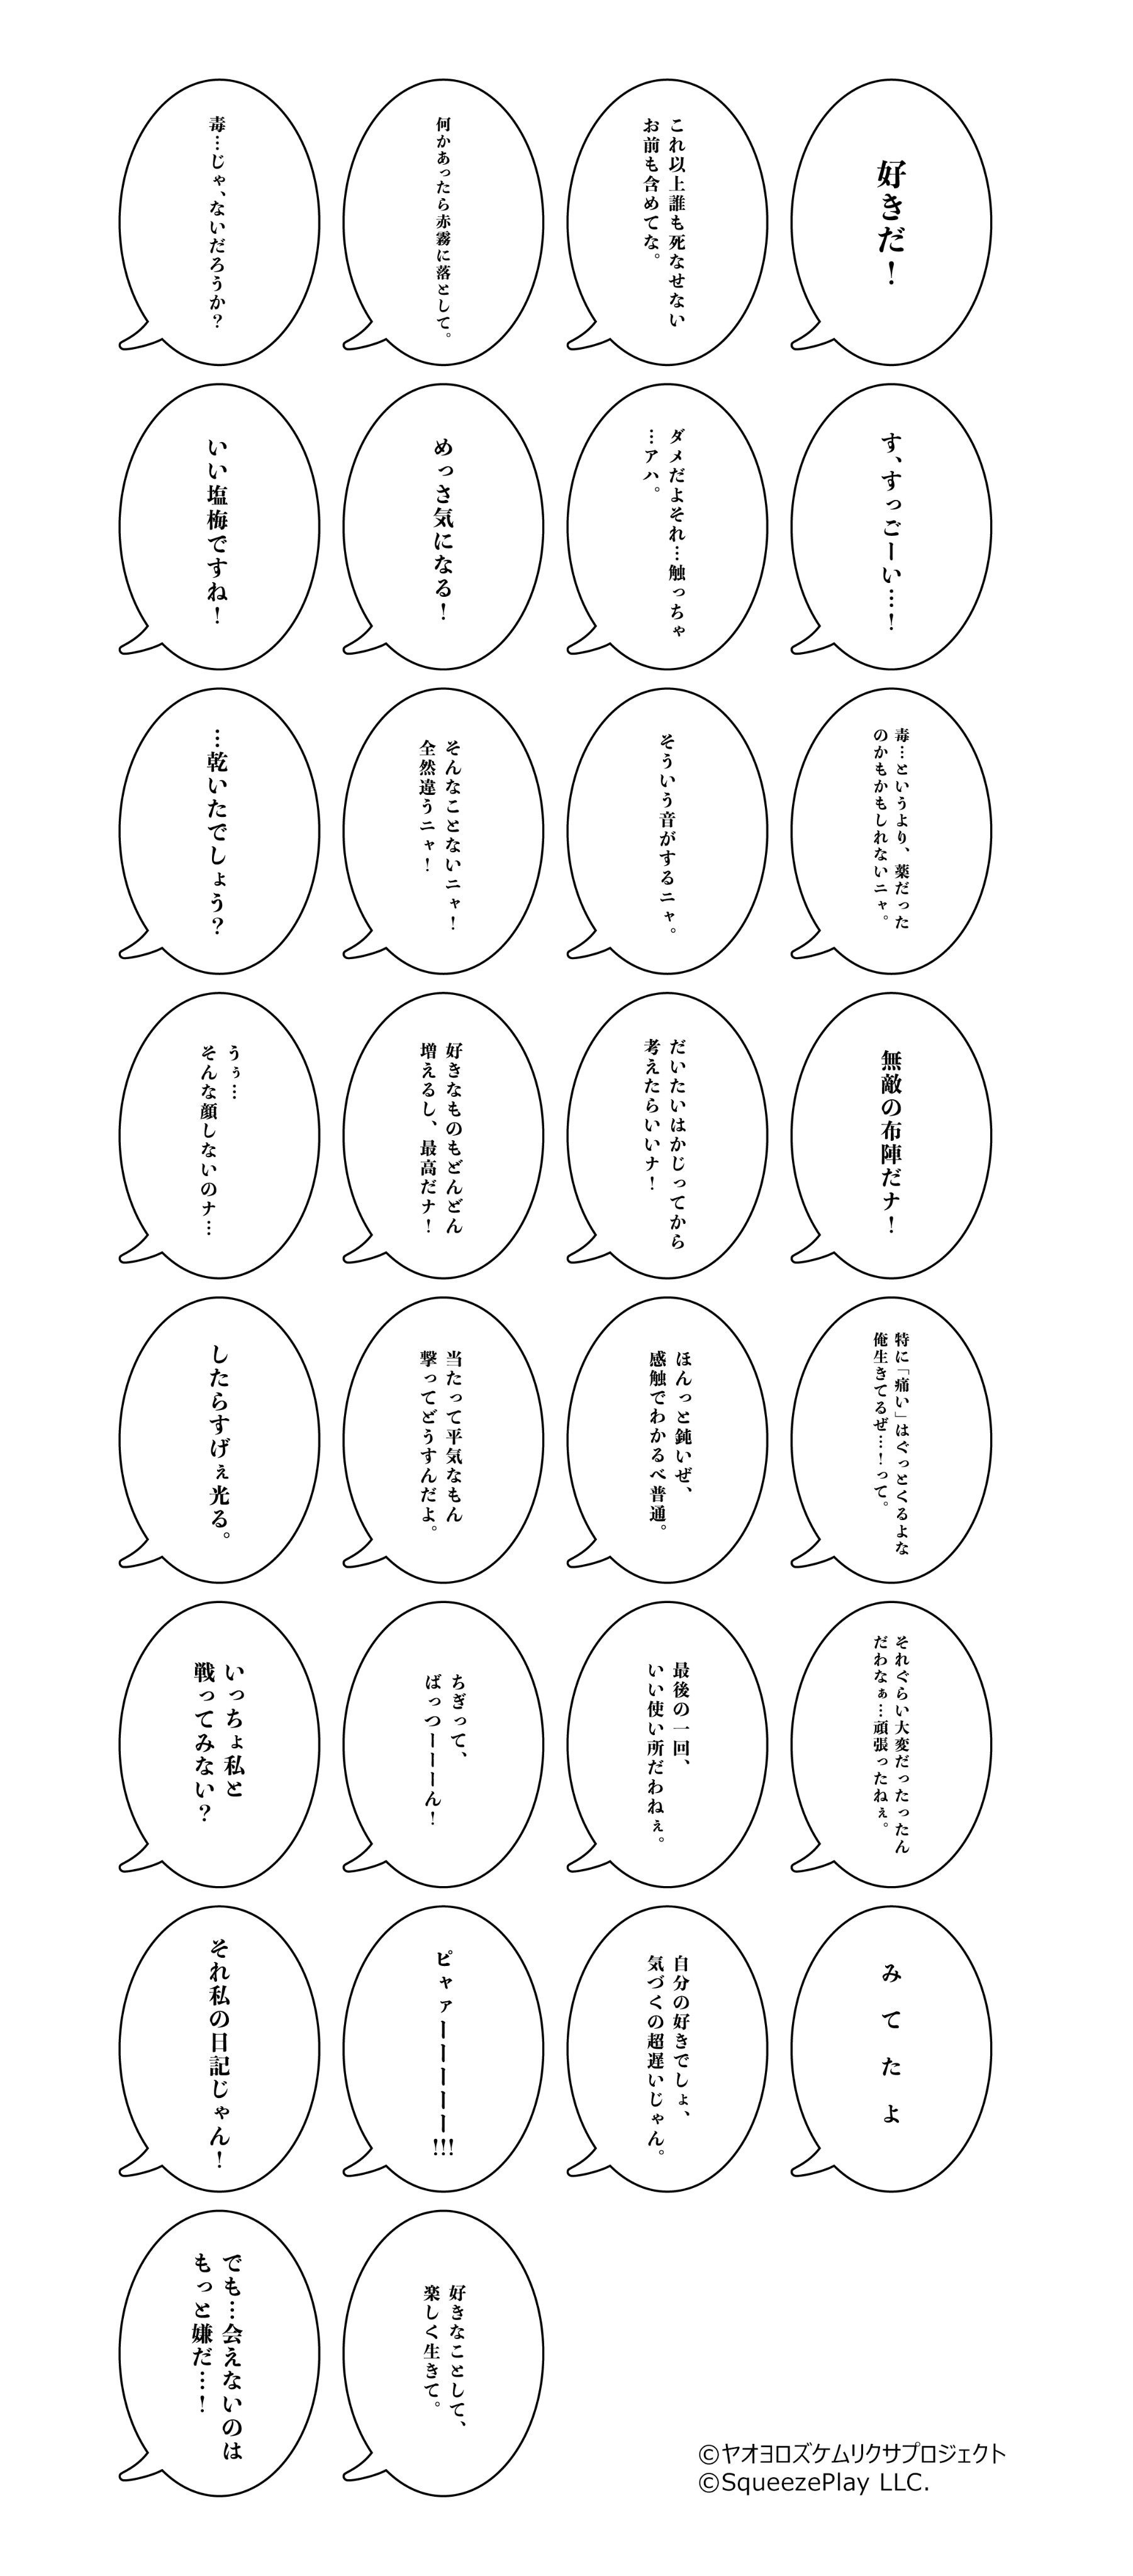 好きだ！
これ以上誰も死なせない
お前も含めてな。
何かあったら赤霧に落として。
毒…じゃ、ないだろうか？
す、すっごーい…！
ダメだよそれ…触っちゃ
…アハ。
めっさ気になる！
いい塩梅ですね！
毒…というより、薬だった
のかもかもしれないニャ。
そういう音がするニャ。
そんなことないニャ！
全然違うニャ！
…乾いたでしょう？
無敵の布陣だナ！
だいたいはかじってから
考えたらいいナ！
好きなものもどんどん
増えるし、最高だナ！
うぅ…
そんな顔しないのナ…
特に「痛い」はぐっとくるよな
俺生きてるぜ…！って。
ほんっと鈍いぜ、
感触でわかるべ普通。
当たって平気なもん
撃ってどうすんだよ。
したらすげぇ光る。
それぐらい大変だったったん
だわなぁ…頑張ったねぇ。
最後の一回、
いい使い所だわねぇ。
ちぎって、
ばっつーーーん！
いっちょ私と
戦ってみない？
みてたよ
自分の好きでしょ、
気づくの超遅いじゃん。
ピャァーーーーー!!!
それ私の日記じゃん！
好きなことして、
楽しく生きて。
でも…会えないのは
もっと嫌だ…！
©ヤオヨロズケムリクサプロジェクト
©SqueezePlay LLC.